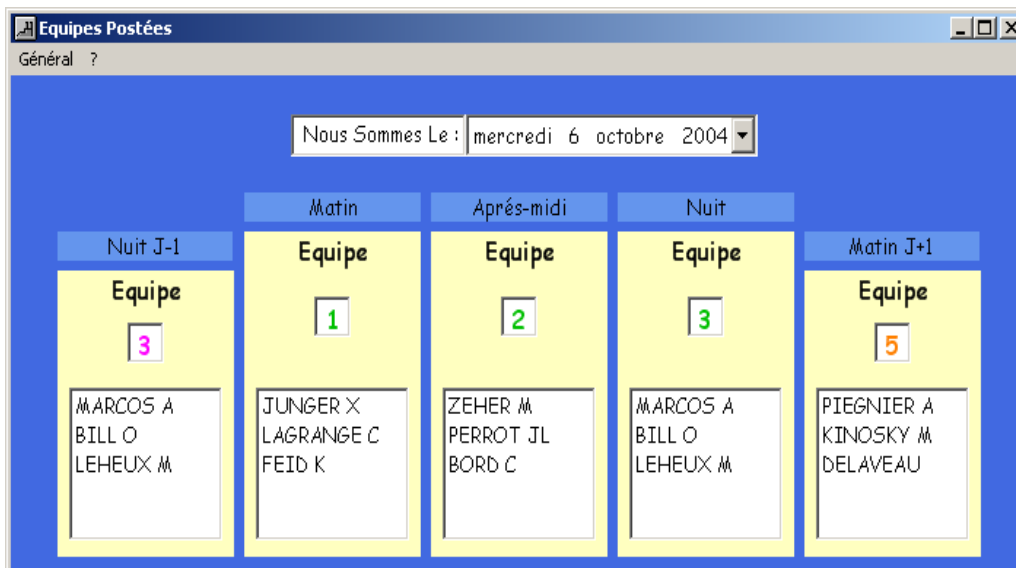 Equipes Postées
Général ?
Nous Sommes Le : mercredi 6 octobre 2004
Nuit J-1
Equipe
3
MARCOS A
BILL O
LEHEUX M
Matin
Equipe
1
JUNGER X
LAGRANGE C
FEID K
Aprés-midi
Equipe
2
ZEHER M
PERROT JL
BORD C
Nuit
Equipe
3
MARCOS A
BILL O
LEHEUX M
Matin J+1
Equipe
5
PIEGNIER A
KINOSKY M
DELAVEAU